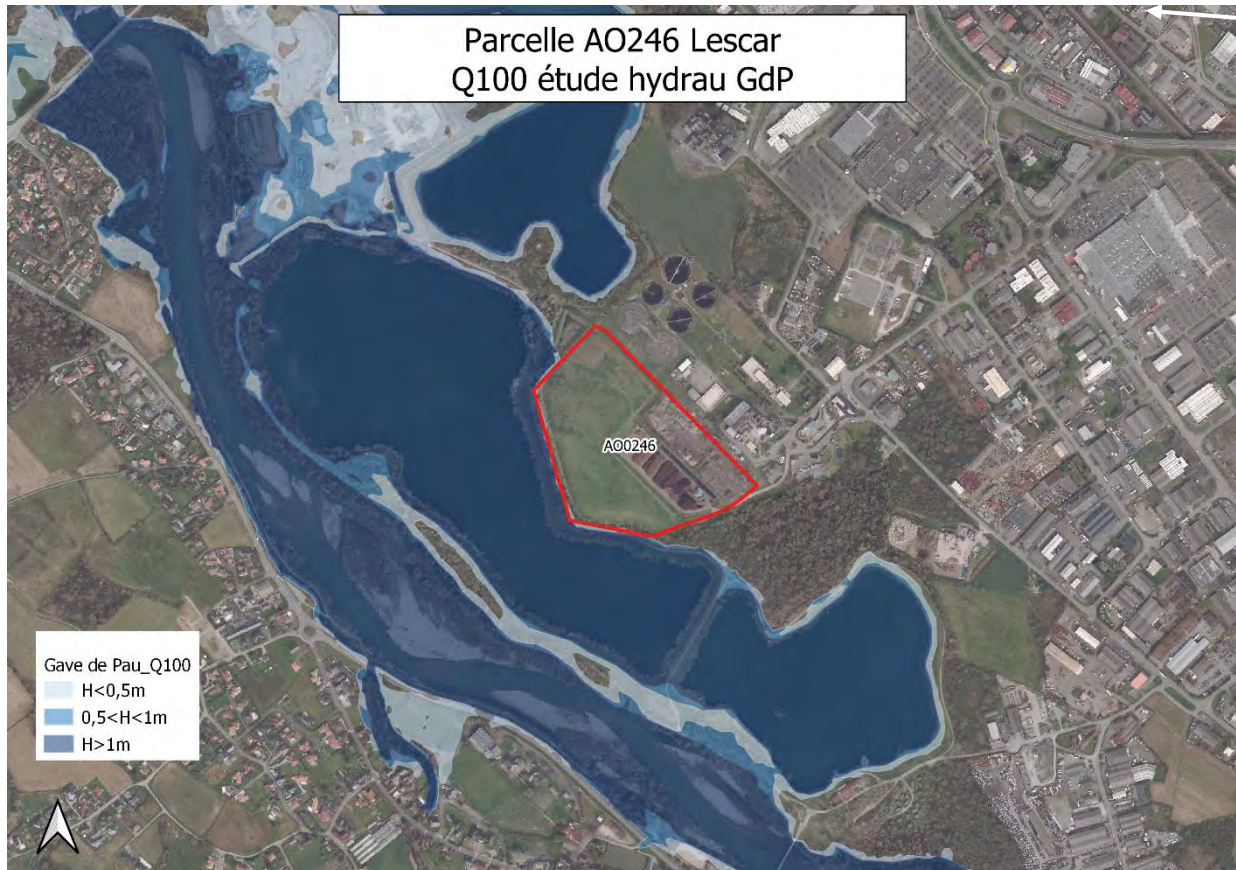 Parcelle AO246 Lescar
Q100 étude hydrau GdP
AO0246
Gave de Pau_Q100
H<0,5m
0,5<H<1m
H>1m